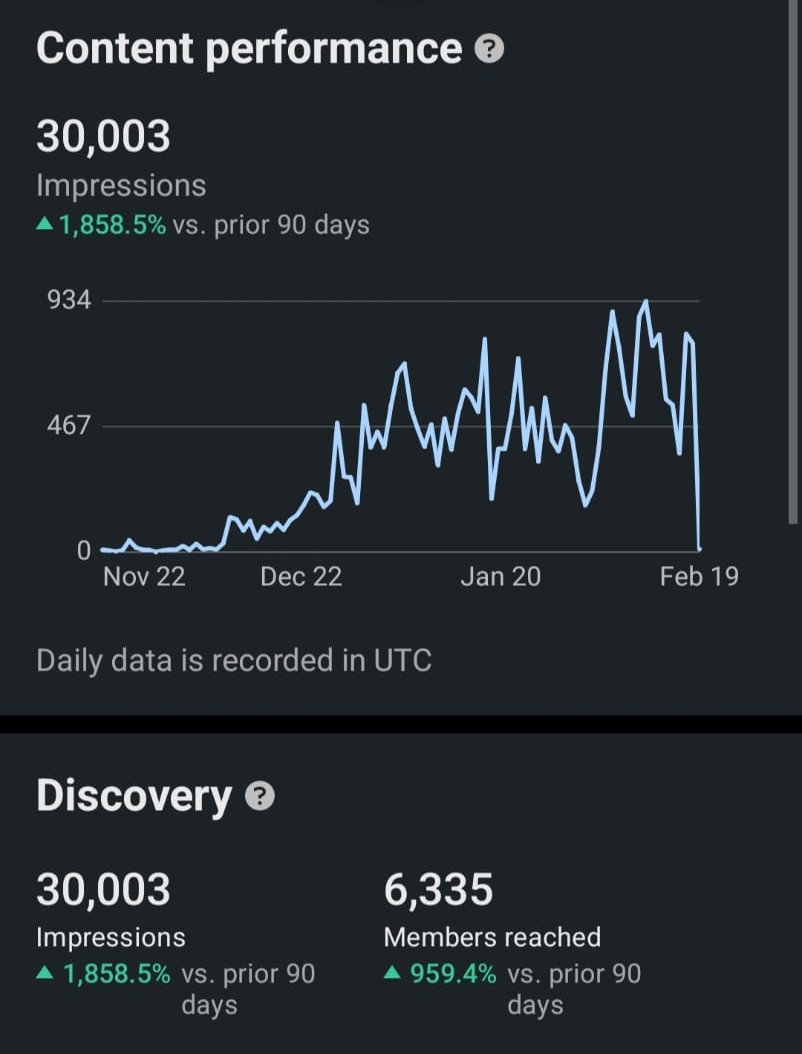 Content performance ?
30,003
Impressions
▲ 1,858.5% vs. prior 90 days
934
467
0
Nov 22 Dec 22 Jan 20 Feb 19
Daily data is recorded in UTC
Discovery ?
30,003
Impressions
▲ 1,858.5% vs. prior 90
days
6,335
Members reached
▲ 959.4% vs. prior 90
days